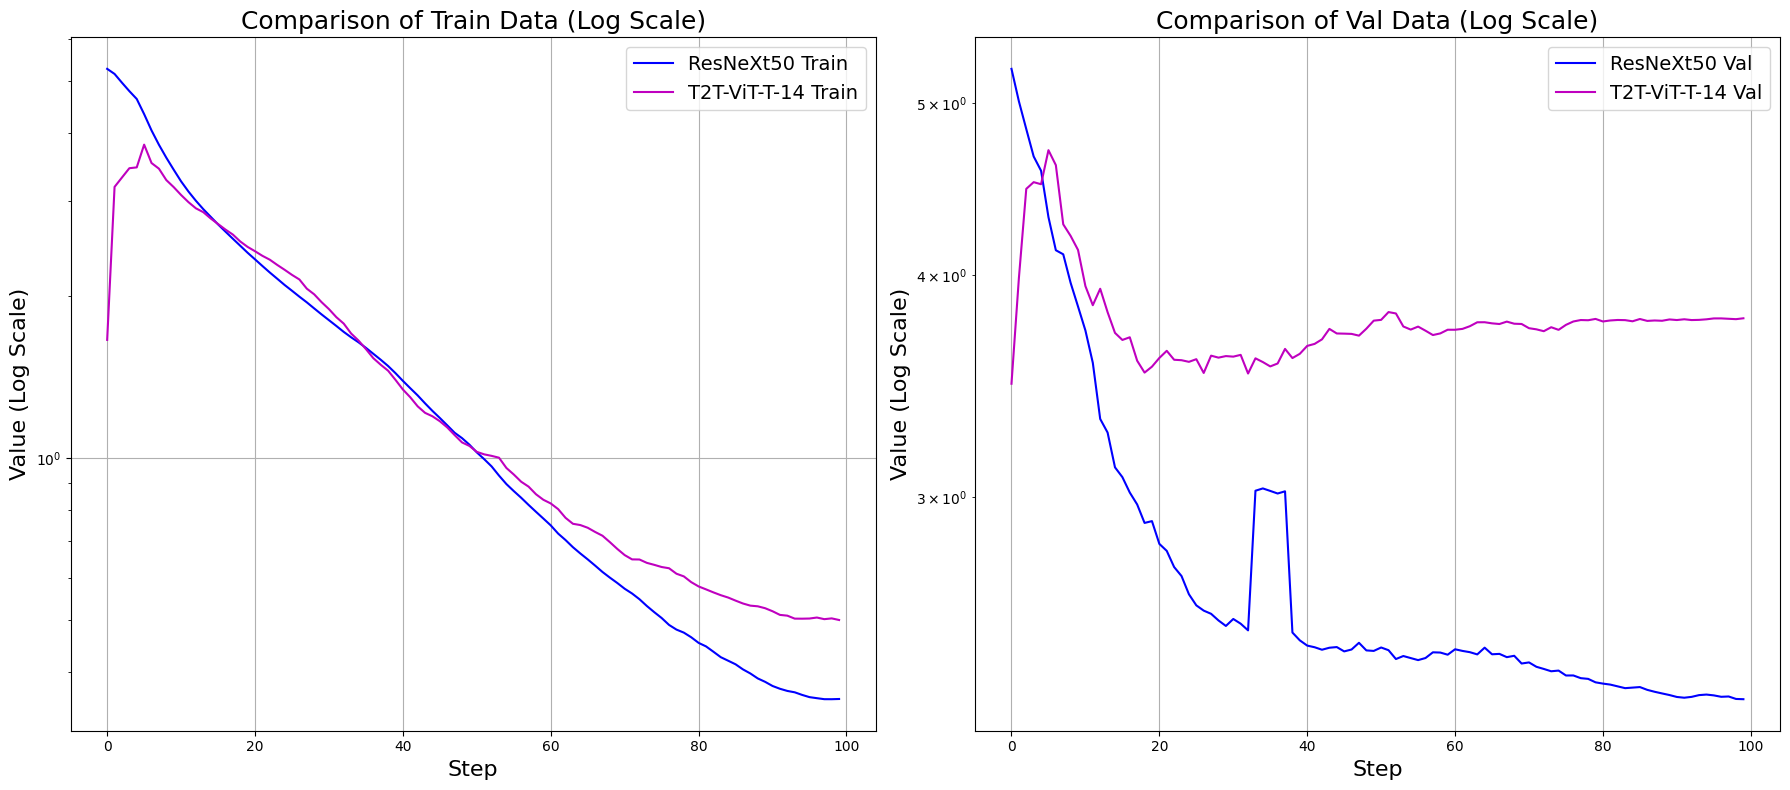 Comparison of Train Data (Log Scale)
ResNeXt50 Train
T2T-ViT-T-14 Train
Value (Log Scale)
10⁰
0 20 40 60 80 100
Step
Comparison of Val Data (Log Scale)
ResNeXt50 Val
T2T-ViT-T-14 Val
Value (Log Scale)
5 × 10⁰
4 × 10⁰
3 × 10⁰
0 20 40 60 80 100
Step